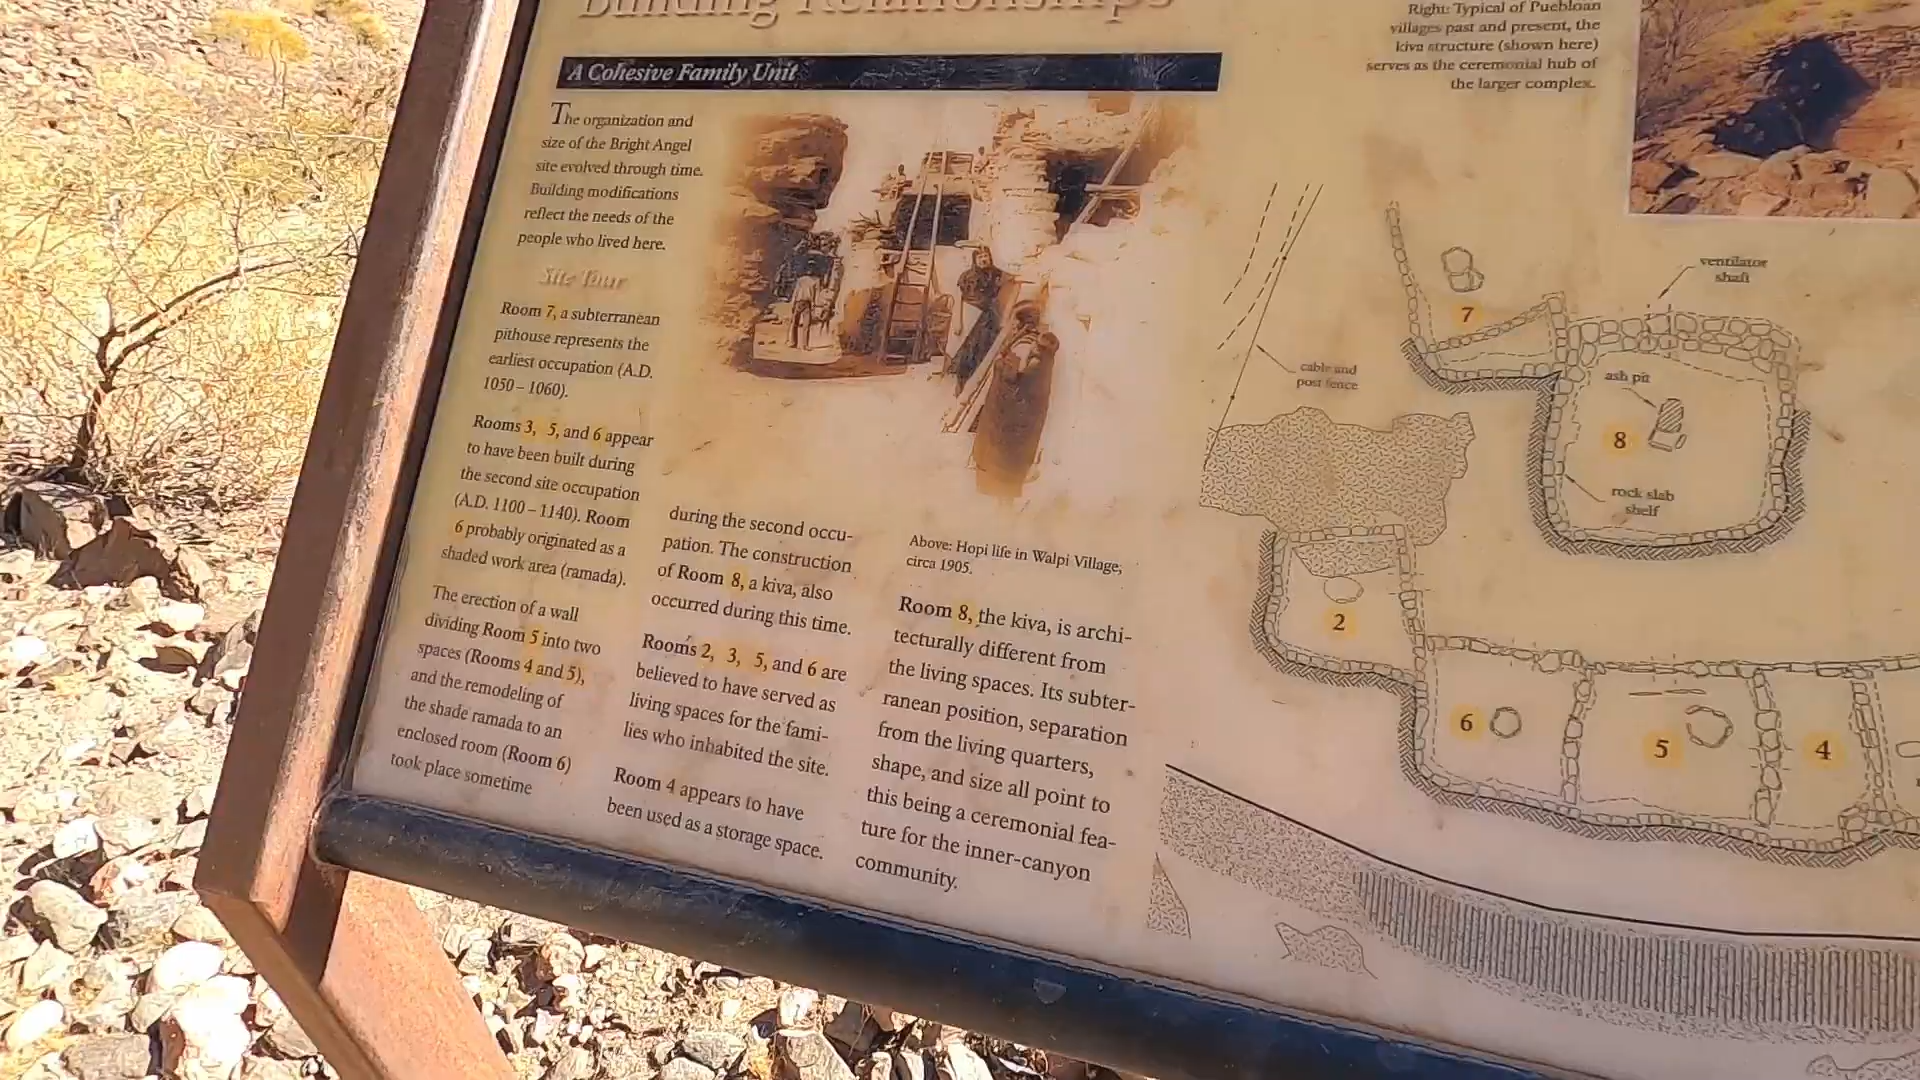 Building Relationships
A Cohesive Family Unit
The organization and
size of the Bright Angel
site evolved through time.
Building modifications
reflect the needs of the
people who lived here.
Site Tour
Room 7, a subterranean
pithouse represents the
earliest occupation (A.D.
1050 – 1060).
Rooms 3, 5, and 6 appear
to have been built during
the second site occupation
(A.D. 1100 – 1140). Room
6 probably originated as a
shaded work area (ramada).
The erection of a wall
dividing Room 5 into two
spaces (Rooms 4 and 5),
and the remodeling of
the shade ramada to an
enclosed room (Room 6)
took place sometime
during the second occu-
pation. The construction
of Room 8, a kiva, also
occurred during this time.
Rooms 2, 3, 5, and 6 are
believed to have served as
living spaces for the fami-
lies who inhabited the site.
Room 4 appears to have
been used as a storage space.
Above: Hopi life in Walpi Village,
circa 1905.
Room 8, the kiva, is archi-
tecturally different from
the living spaces. Its subter-
ranean position, separation
from the living quarters,
shape, and size all point to
this being a ceremonial fea-
ture for the inner-canyon
community.
Right: Typical of Puebloan
villages past and present, the
kiva structure (shown here)
serves as the ceremonial hub of
the larger complex.
ventilator
shaft
7
cable and
post fence
ash pit
8
rock slab
shelf
2
6
5
4